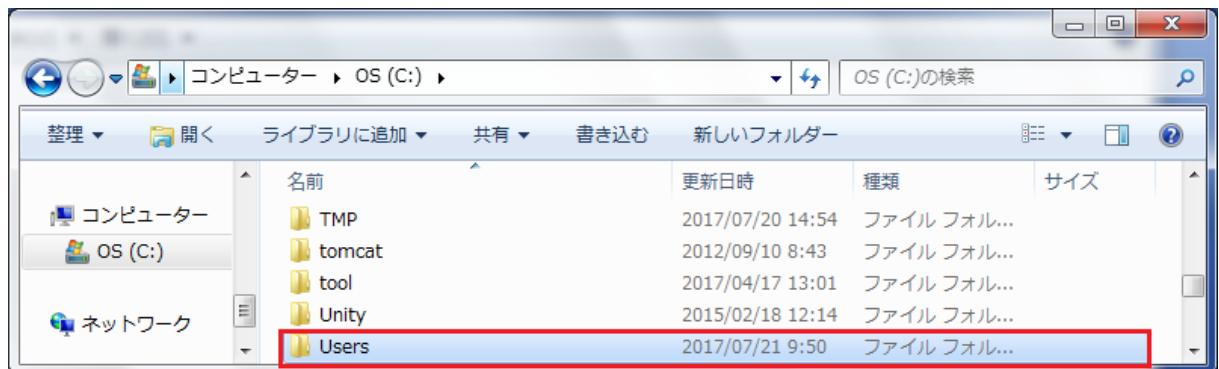 コンピューター ▸ OS (C:) ▸ OS (C:)の検索
整理 ▼ 開く ライブラリに追加 ▼ 共有 ▼ 書き込む 新しいフォルダー
名前 更新日時 種類 サイズ
コンピューター
OS (C:)
ネットワーク
TMP 2017/07/20 14:54 ファイル フォル...
tomcat 2012/09/10 8:43 ファイル フォル...
tool 2017/04/17 13:01 ファイル フォル...
Unity 2015/02/18 12:14 ファイル フォル...
Users 2017/07/21 9:50 ファイル フォル...